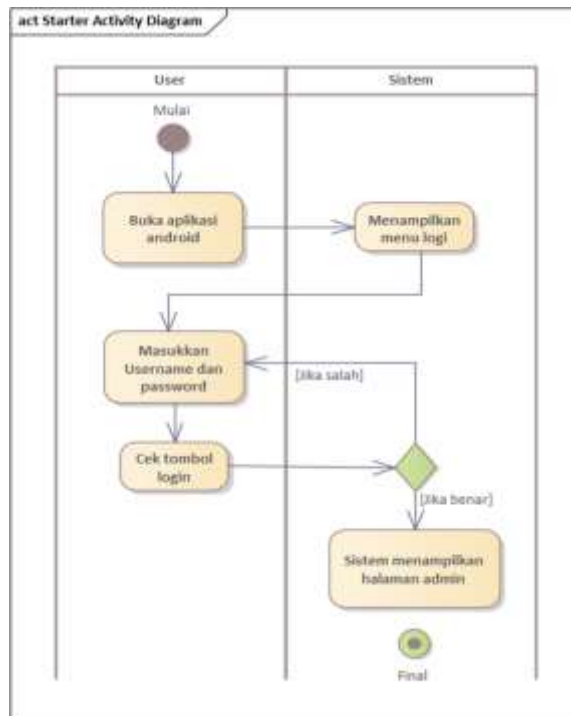 act Starter Activity Diagram
User
Sistem
Mulai
Buka aplikasi
android
Menampilkan
menu logi
Masukkan
Username dan
password
[Jika salah]
Cek tombol
login
[Jika benar]
Sistem menampilkan
halaman admin
Final